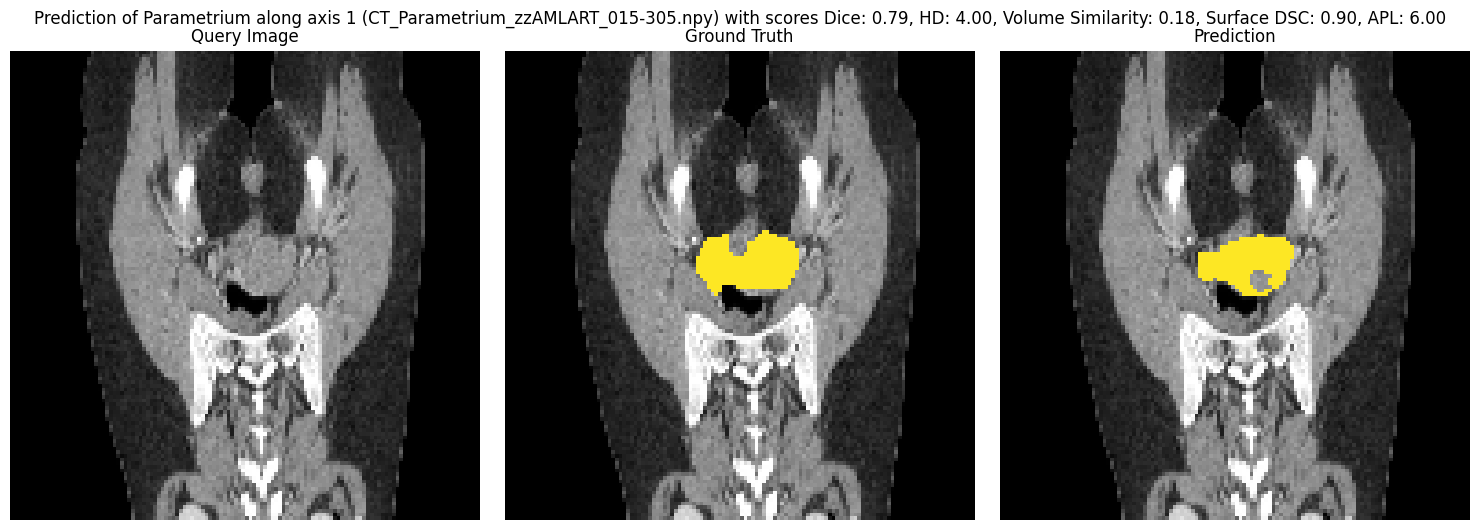 Prediction of Parametrium along axis 1 (CT_Parametrium_zzAMLART_015-305.npy) with scores Dice: 0.79, HD: 4.00, Volume Similarity: 0.18, Surface DSC: 0.90, APL: 6.00
Query Image
Ground Truth
Prediction